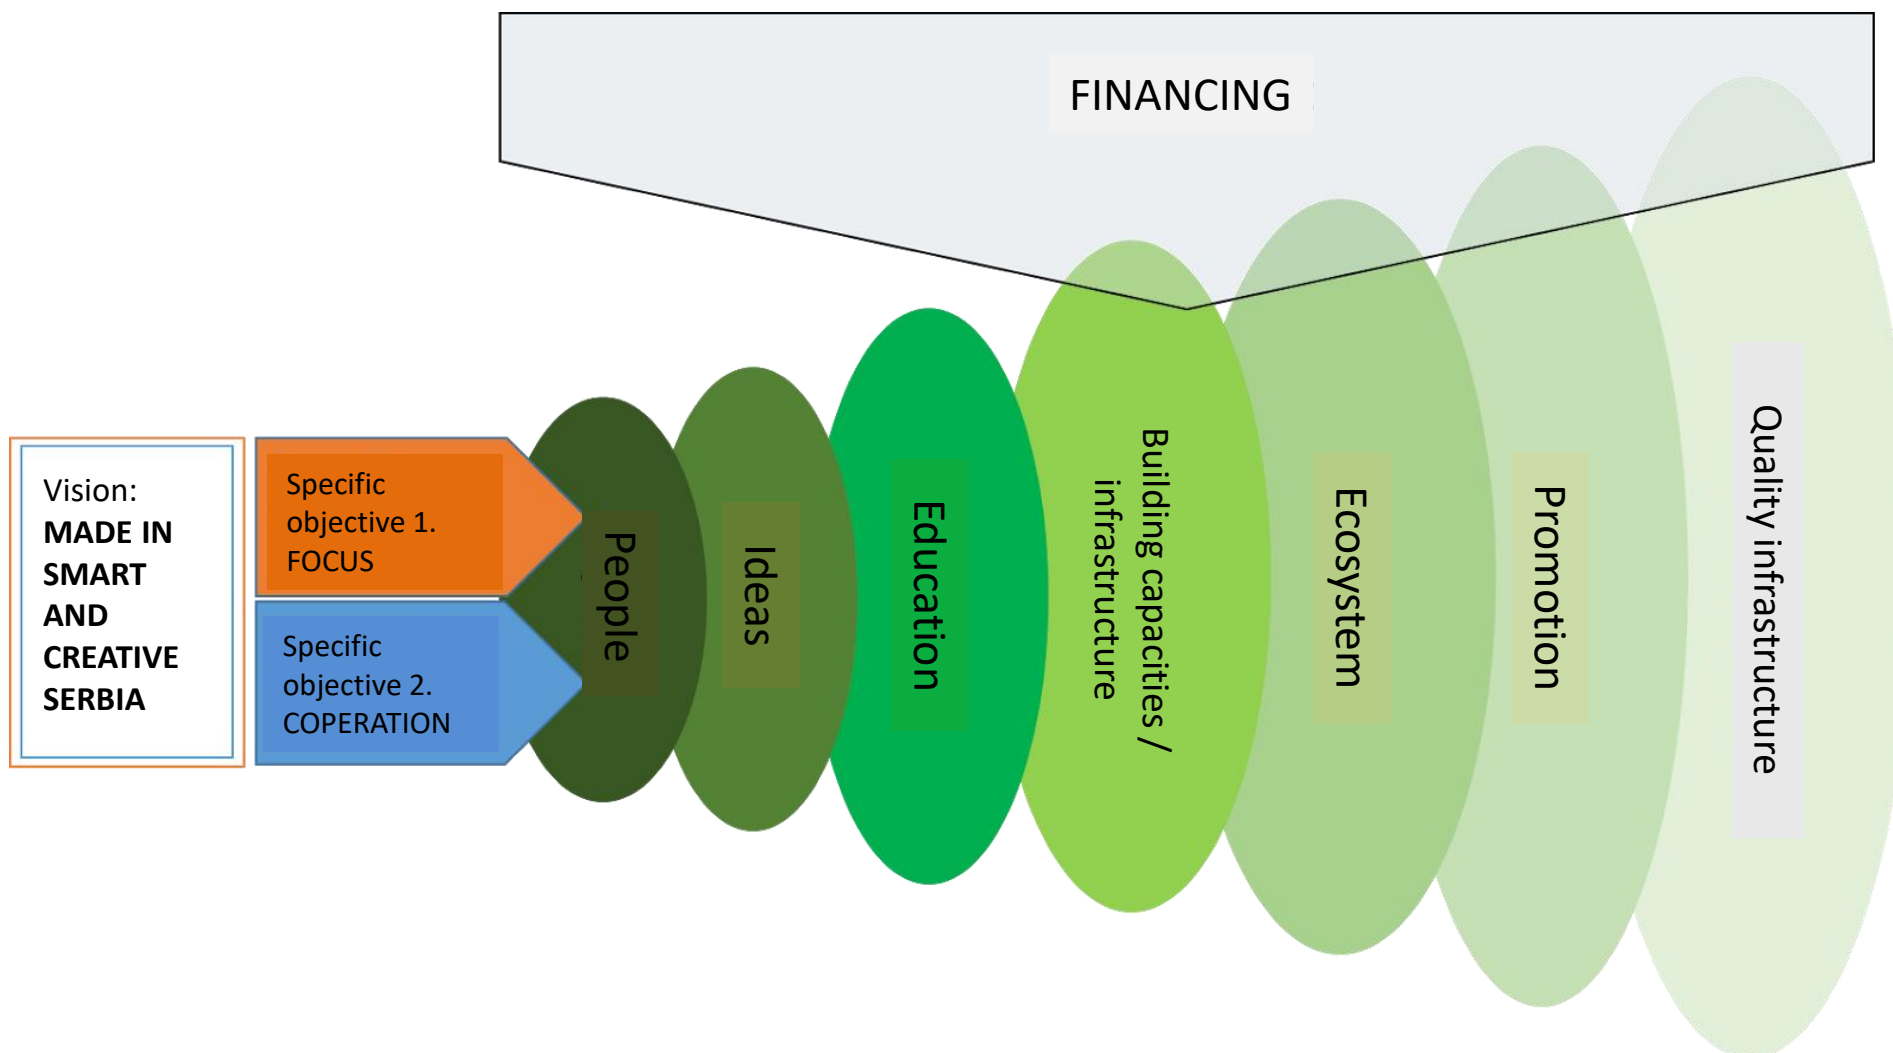 FINANCING
Vision:
MADE IN
SMART
AND
CREATIVE
SERBIA
Specific
objective 1.
FOCUS
Specific
objective 2.
COPERATION
People
Ideas
Education
Building capacities /
infrastructure
Ecosystem
Promotion
Quality infrastructure